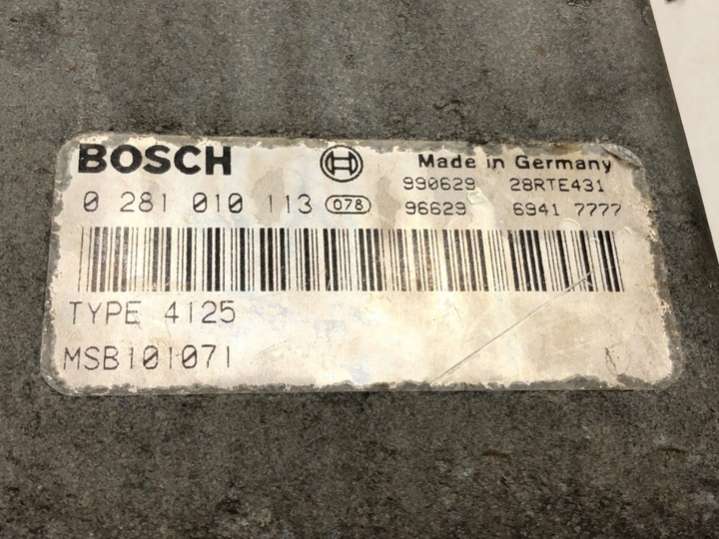 BOSCH Made in Germany
990629 28RTE431
0 281 010 113 078 96629 6941 7777
TYPE 4125
MSB101071